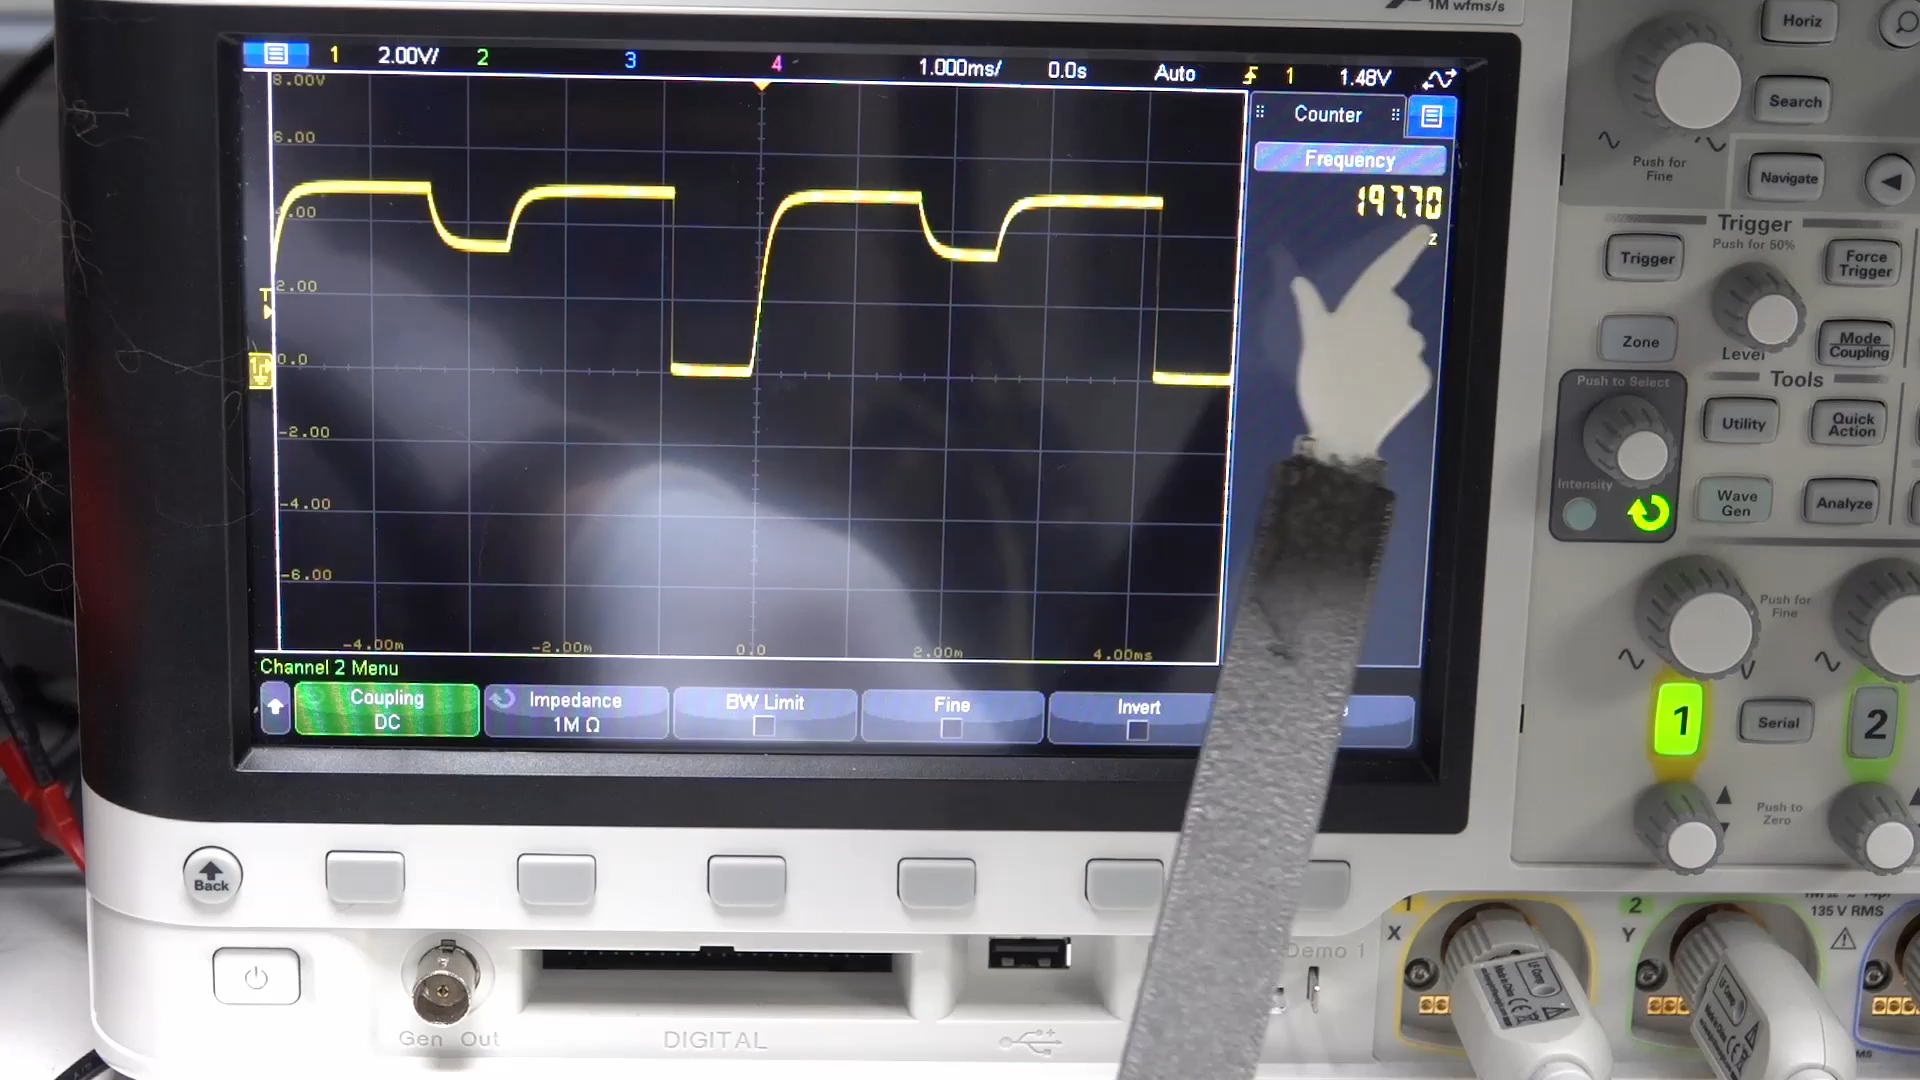 1M wfms/s
Horiz
1 2.00V/ 2 3 4 1.000ms/ 0.0s Auto 1 1.48V
8.00V
6.00
4.00
2.00
0.0
-2.00
-4.00
-6.00
-4.00m -2.00m 0.0 2.00m 4.00ms
T
Counter
Frequency
197.70
z
Channel 2 Menu
Coupling
DC
Impedance
1M Ω
BW Limit
Fine
Invert
Search
Push for
Fine
Navigate
Trigger
Push for 50%
Trigger
Force
Trigger
Level
Zone
Mode
Coupling
Push to Select
Tools
Utility
Quick
Action
Intensity
Wave
Gen
Analyze
Push for
Fine
1
Serial
2
Push to
Zero
Back
Gen Out
DIGITAL
Demo 1
1
X
2
Y
135 V RMS